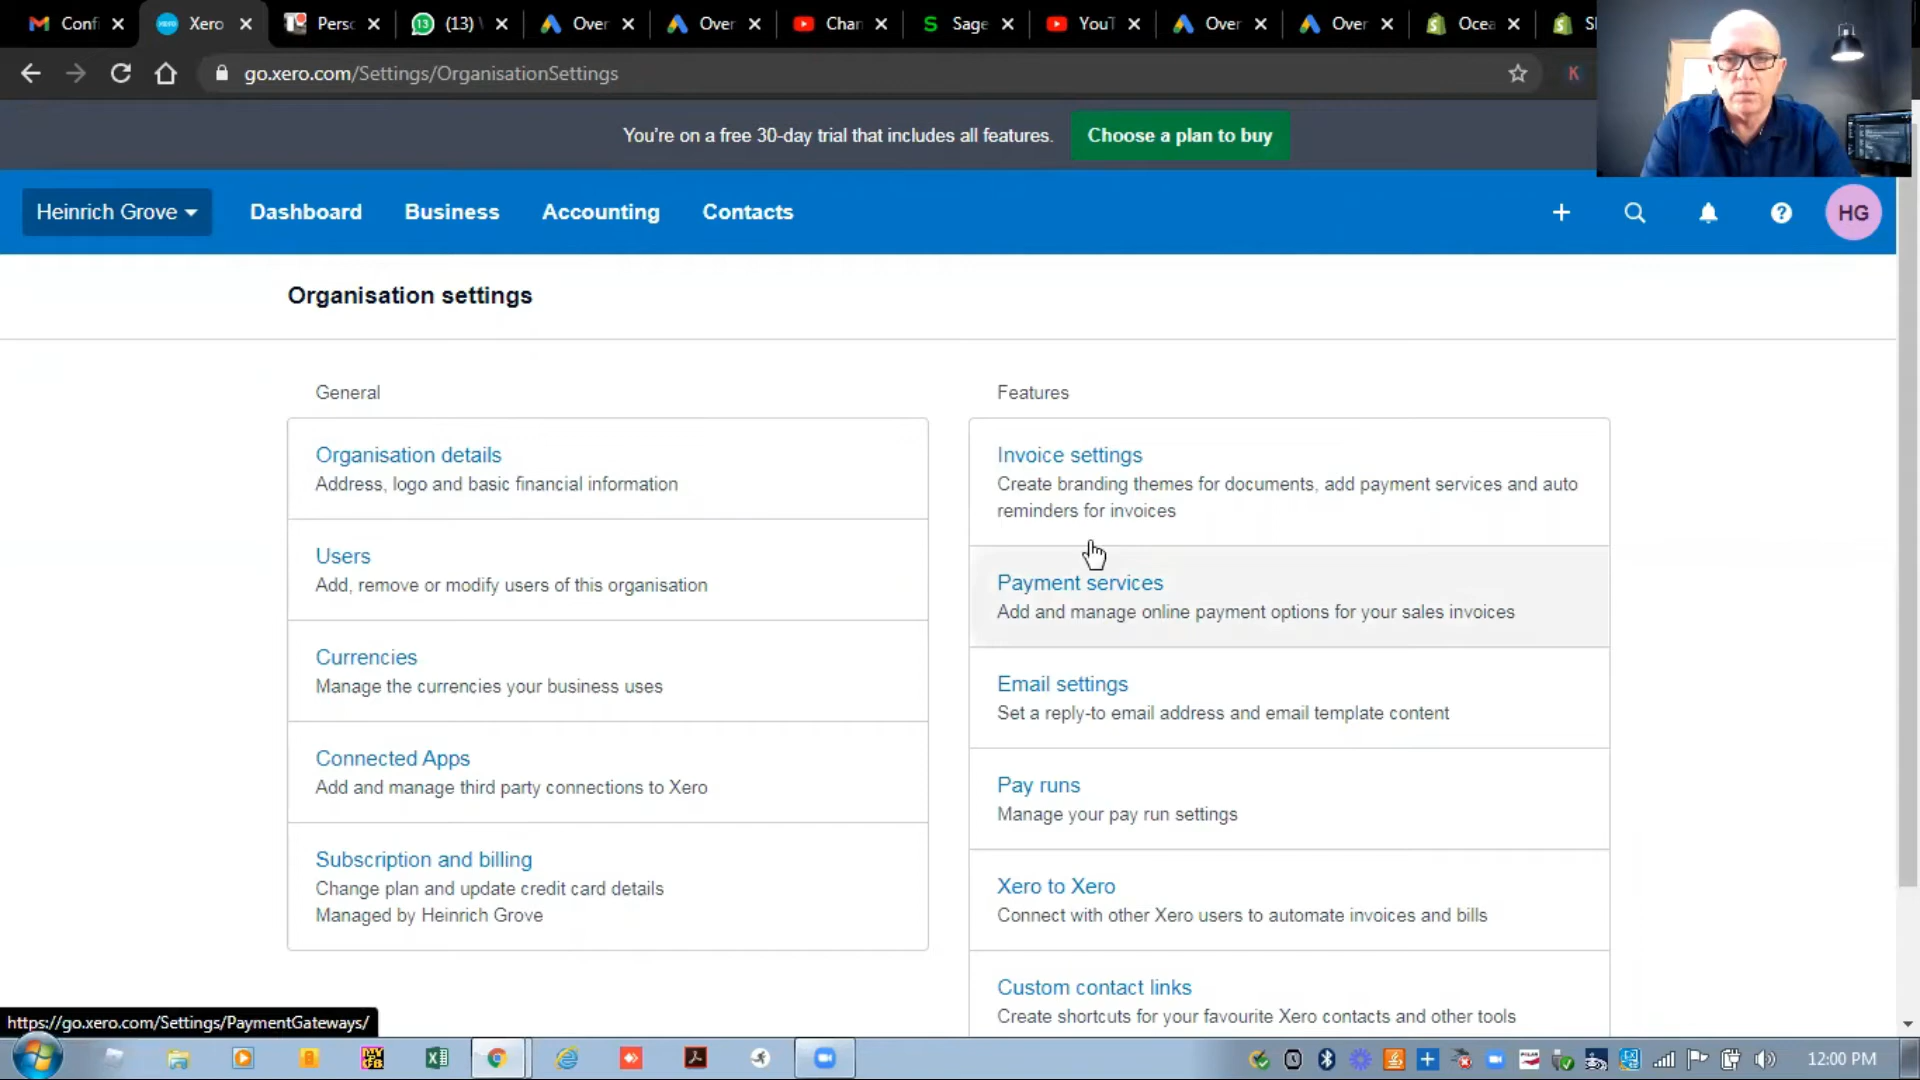 Confi
Xero
Perso
(13)
Over
Over
Chan
Sage
YouT
Over
Over
Ocea
go.xero.com/Settings/OrganisationSettings
K
You're on a free 30-day trial that includes all features.
Choose a plan to buy
Heinrich Grove
Dashboard
Business
Accounting
Contacts
HG
Organisation settings
General
Organisation details
Address, logo and basic financial information
Users
Add, remove or modify users of this organisation
Currencies
Manage the currencies your business uses
Connected Apps
Add and manage third party connections to Xero
Subscription and billing
Change plan and update credit card details
Managed by Heinrich Grove
Features
Invoice settings
Create branding themes for documents, add payment services and auto
reminders for invoices
Payment services
Add and manage online payment options for your sales invoices
Email settings
Set a reply-to email address and email template content
Pay runs
Manage your pay run settings
Xero to Xero
Connect with other Xero users to automate invoices and bills
Custom contact links
Create shortcuts for your favourite Xero contacts and other tools
https://go.xero.com/Settings/PaymentGateways/
12:00 PM